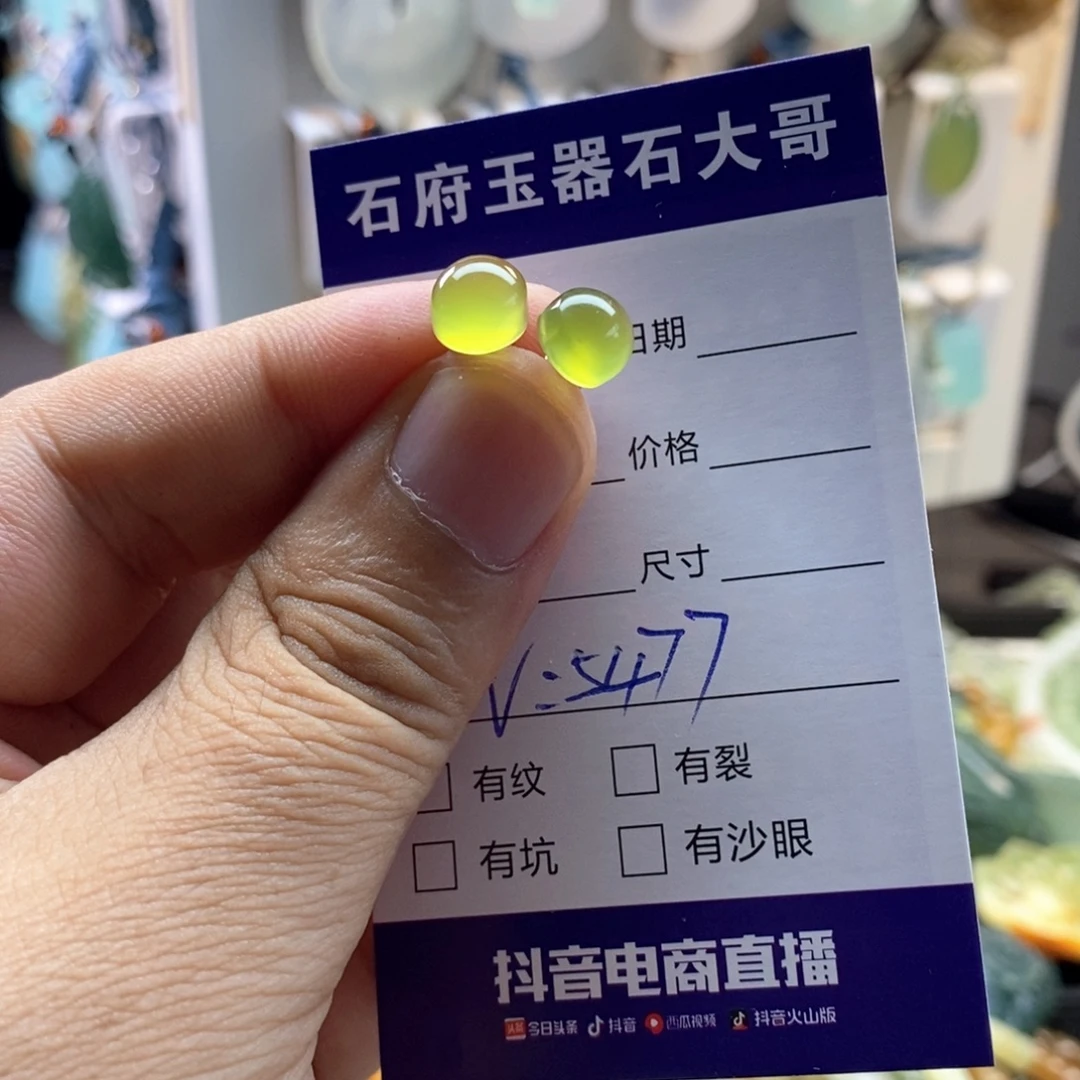 石府玉器石大哥
日期
价格
尺寸
V:5477
有纹 有裂
有坑 有沙眼
抖音电商直播
头条 今日头条 抖音 西瓜视频 抖音火山版